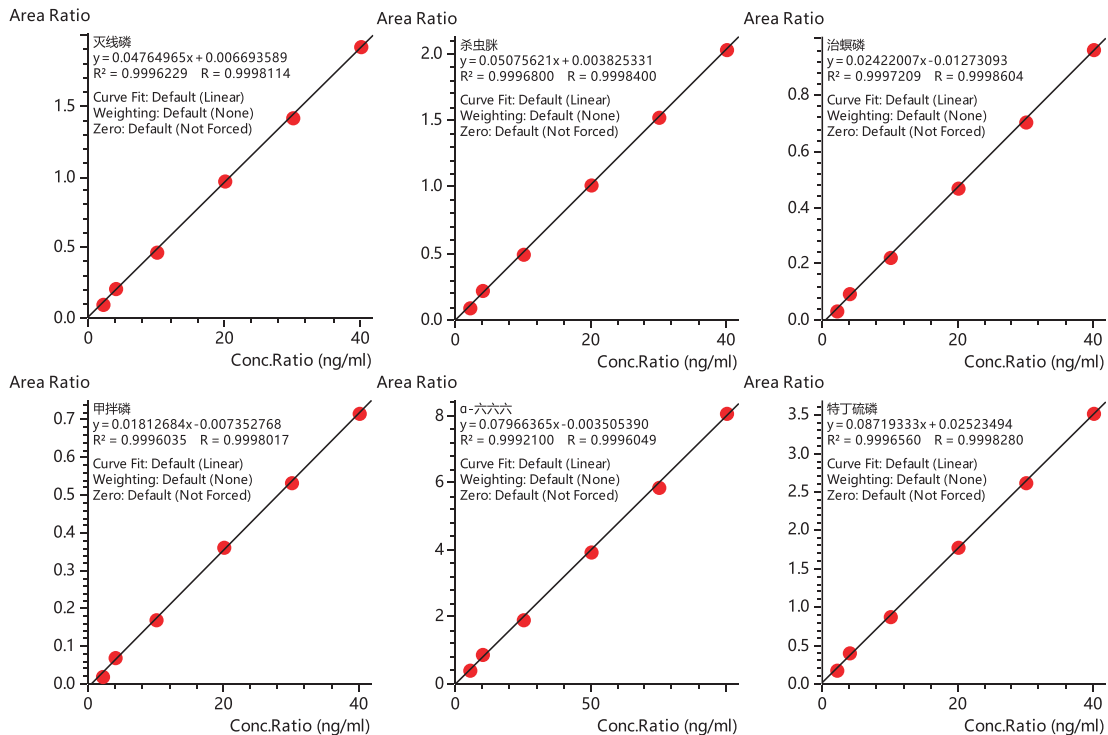 Area Ratio
灭线磷
y=0.04764965x+0.006693589
R² = 0.9996229 R = 0.9998114
Curve Fit: Default (Linear)
Weighting: Default (None)
Zero: Default (Not Forced)
1.5
1.0
0.5
0.0
0 20 40
Conc.Ratio (ng/ml)
Area Ratio
杀虫脒
y=0.05075621x+0.003825331
R² = 0.9996800 R = 0.9998400
Curve Fit: Default (Linear)
Weighting: Default (None)
Zero: Default (Not Forced)
2.0
1.5
1.0
0.5
0.0
0 20 40
Conc.Ratio (ng/ml)
Area Ratio
治螟磷
y=0.02422007x-0.01273093
R² = 0.9997209 R = 0.9998604
Curve Fit: Default (Linear)
Weighting: Default (None)
Zero: Default (Not Forced)
0.8
0.6
0.4
0.2
0.0
0 20 40
Conc.Ratio (ng/ml)
Area Ratio
甲拌磷
y=0.01812684x-0.007352768
R² = 0.9996035 R = 0.9998017
Curve Fit: Default (Linear)
Weighting: Default (None)
Zero: Default (Not Forced)
0.7
0.6
0.5
0.4
0.3
0.2
0.1
0.0
0 20 40
Conc.Ratio (ng/ml)
Area Ratio
α-六六六
y=0.07966365x-0.003505390
R² = 0.9992100 R = 0.9996049
Curve Fit: Default (Linear)
Weighting: Default (None)
Zero: Default (Not Forced)
8
6
4
2
0
0 50
Conc.Ratio (ng/ml)
Area Ratio
特丁硫磷
y=0.08719333x+0.02523494
R² = 0.9996560 R = 0.9998280
Curve Fit: Default (Linear)
Weighting: Default (None)
Zero: Default (Not Forced)
3.5
3.0
2.5
2.0
1.5
1.0
0.5
0.0
0 20 40
Conc.Ratio (ng/ml)